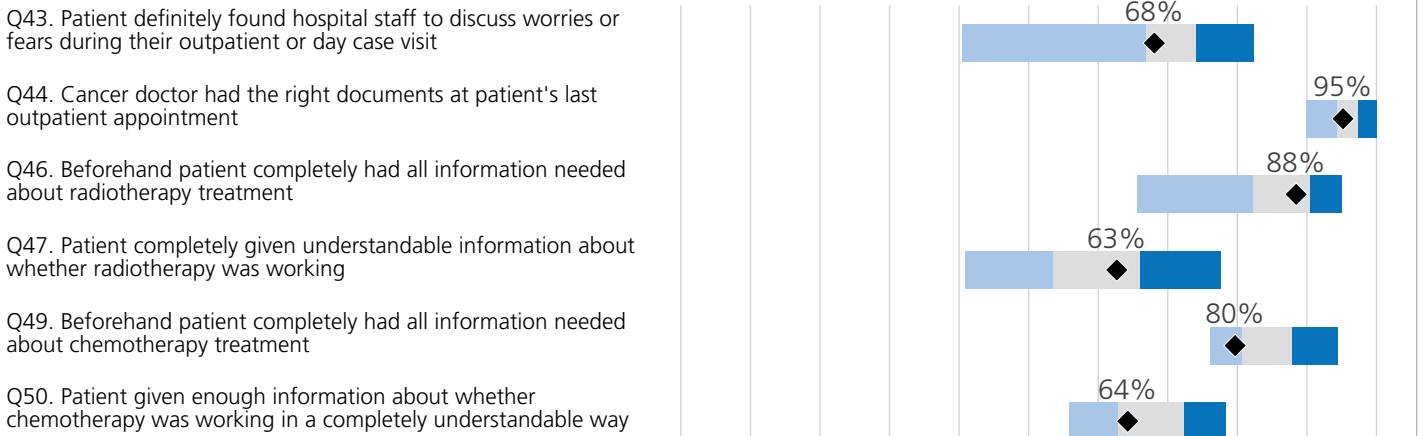 Q43. Patient definitely found hospital staff to discuss worries or
fears during their outpatient or day case visit
68%
Q44. Cancer doctor had the right documents at patient's last
outpatient appointment
95%
Q46. Beforehand patient completely had all information needed
about radiotherapy treatment
88%
Q47. Patient completely given understandable information about
whether radiotherapy was working
63%
Q49. Beforehand patient completely had all information needed
about chemotherapy treatment
80%
Q50. Patient given enough information about whether
chemotherapy was working in a completely understandable way
64%